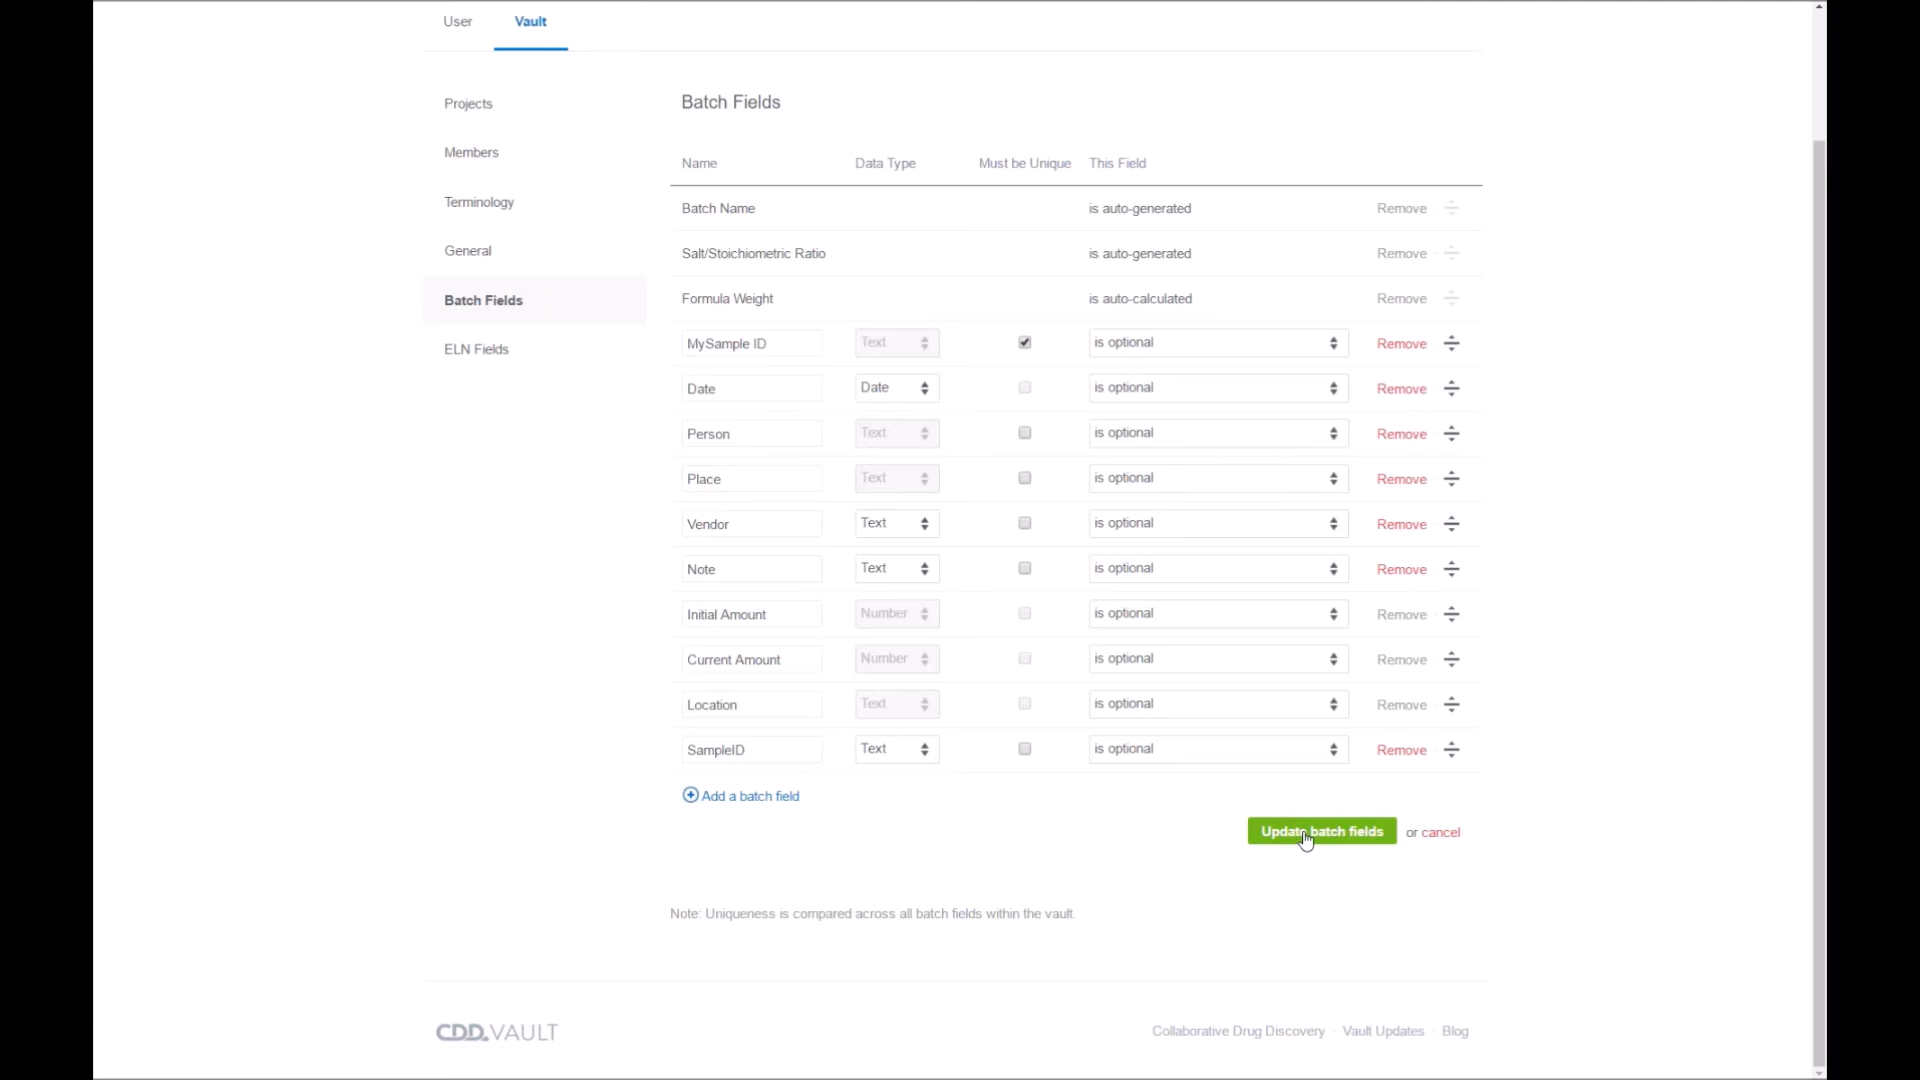 User Vault
Projects
Members
Terminology
General
Batch Fields
ELN Fields
Batch Fields
Name Data Type Must be Unique This Field
Batch Name is auto-generated Remove
Salt/Stoichiometric Ratio is auto-generated Remove
Formula Weight is auto-calculated Remove
MySample ID Text is optional Remove
Date Date is optional Remove
Person Text is optional Remove
Place Text is optional Remove
Vendor Text is optional Remove
Note Text is optional Remove
Initial Amount Number is optional Remove
Current Amount Number is optional Remove
Location Text is optional Remove
SampleID Text is optional Remove
Add a batch field
Update batch fields or cancel
Note: Uniqueness is compared across all batch fields within the vault.
CDD.VAULT
Collaborative Drug Discovery · Vault Updates · Blog